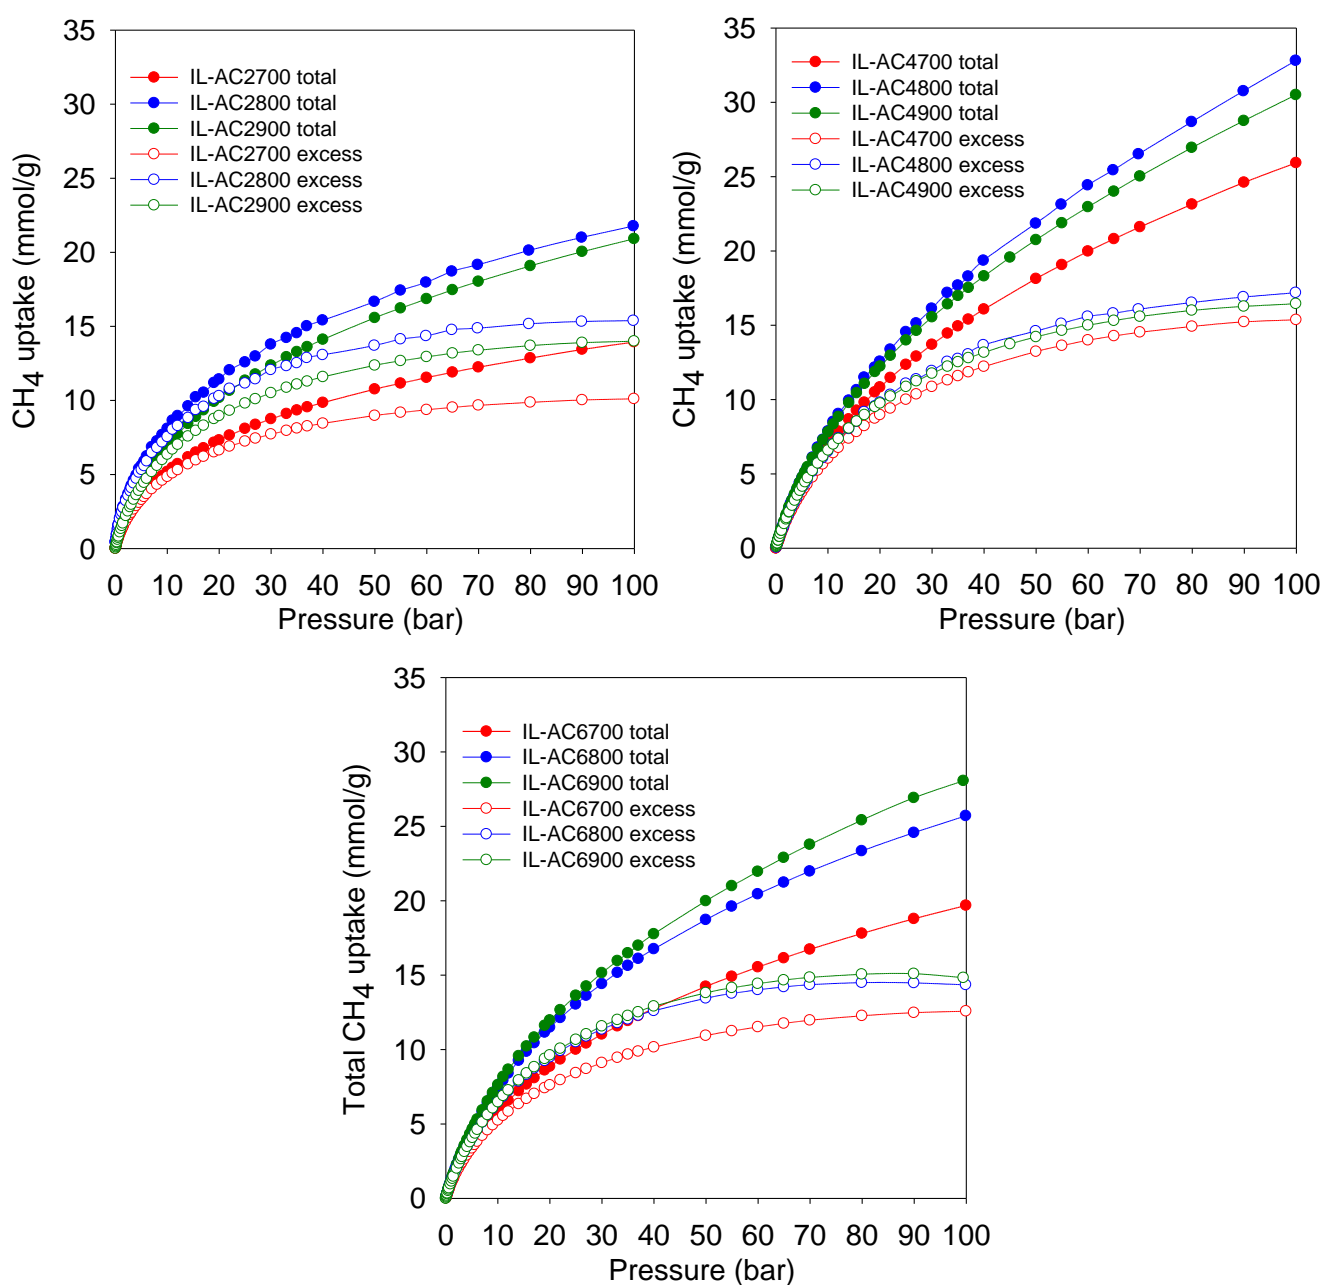 35
30
25
20
15
10
5
0
CH4 uptake (mmol/g)
IL-AC2700 total
IL-AC2800 total
IL-AC2900 total
IL-AC2700 excess
IL-AC2800 excess
IL-AC2900 excess
0 10 20 30 40 50 60 70 80 90 100
Pressure (bar)
35
30
25
20
15
10
5
0
CH4 uptake (mmol/g)
IL-AC4700 total
IL-AC4800 total
IL-AC4900 total
IL-AC4700 excess
IL-AC4800 excess
IL-AC4900 excess
0 10 20 30 40 50 60 70 80 90 100
Pressure (bar)
35
30
25
20
15
10
5
0
Total CH4 uptake (mmol/g)
IL-AC6700 total
IL-AC6800 total
IL-AC6900 total
IL-AC6700 excess
IL-AC6800 excess
IL-AC6900 excess
0 10 20 30 40 50 60 70 80 90 100
Pressure (bar)